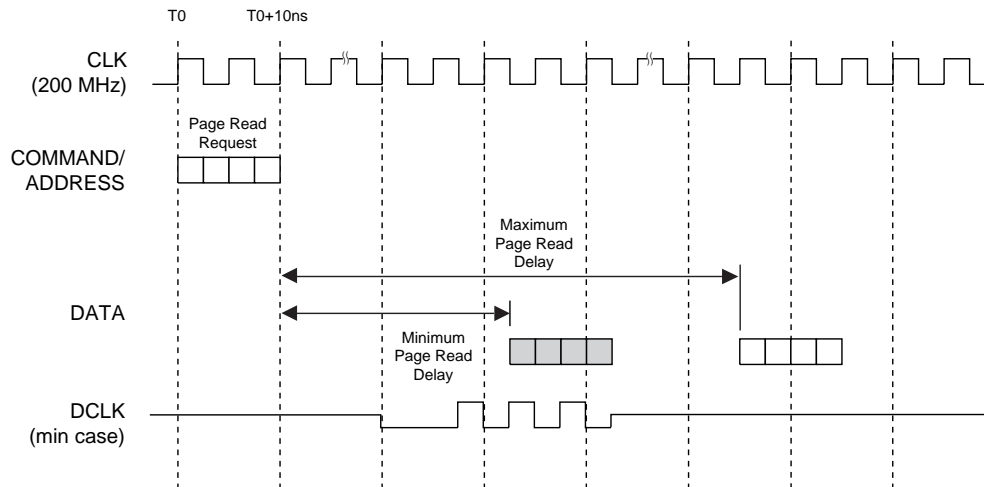 T0
T0+10ns
CLK
(200 MHz)
Page Read
Request
COMMAND/
ADDRESS
Maximum
Page Read
Delay
DATA
Minimum
Page Read
Delay
DCLK
(min case)